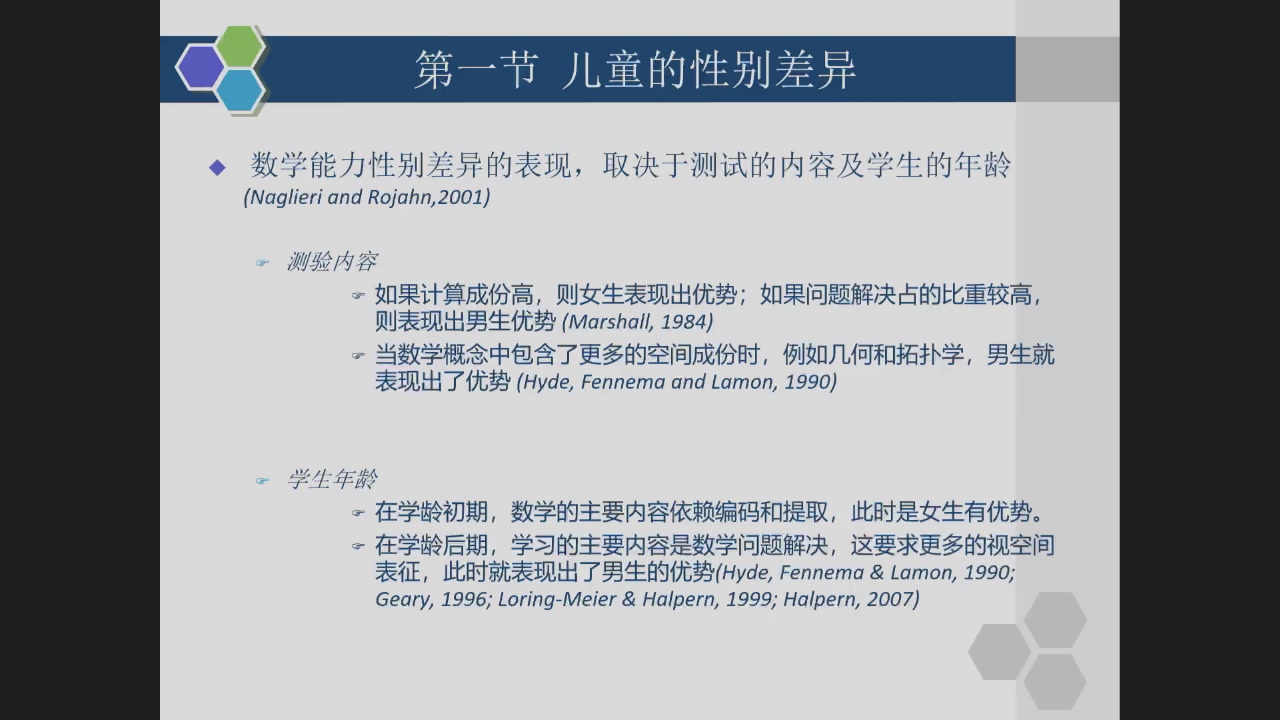 第一节 儿童的性别差异
数学能力性别差异的表现，取决于测试的内容及学生的年龄
(Naglieri and Rojahn,2001)
测验内容
如果计算成份高，则女生表现出优势；如果问题解决占的比重较高，
则表现出男生优势 (Marshall, 1984)
当数学概念中包含了更多的空间成份时，例如几何和拓扑学，男生就
表现出了优势 (Hyde, Fennema and Lamon, 1990)
学生年龄
在学龄初期，数学的主要内容依赖编码和提取，此时是女生有优势。
在学龄后期，学习的主要内容是数学问题解决，这要求更多的视空间
表征，此时就表现出了男生的优势(Hyde, Fennema & Lamon, 1990;
Geary, 1996; Loring-Meier & Halpern, 1999; Halpern, 2007)